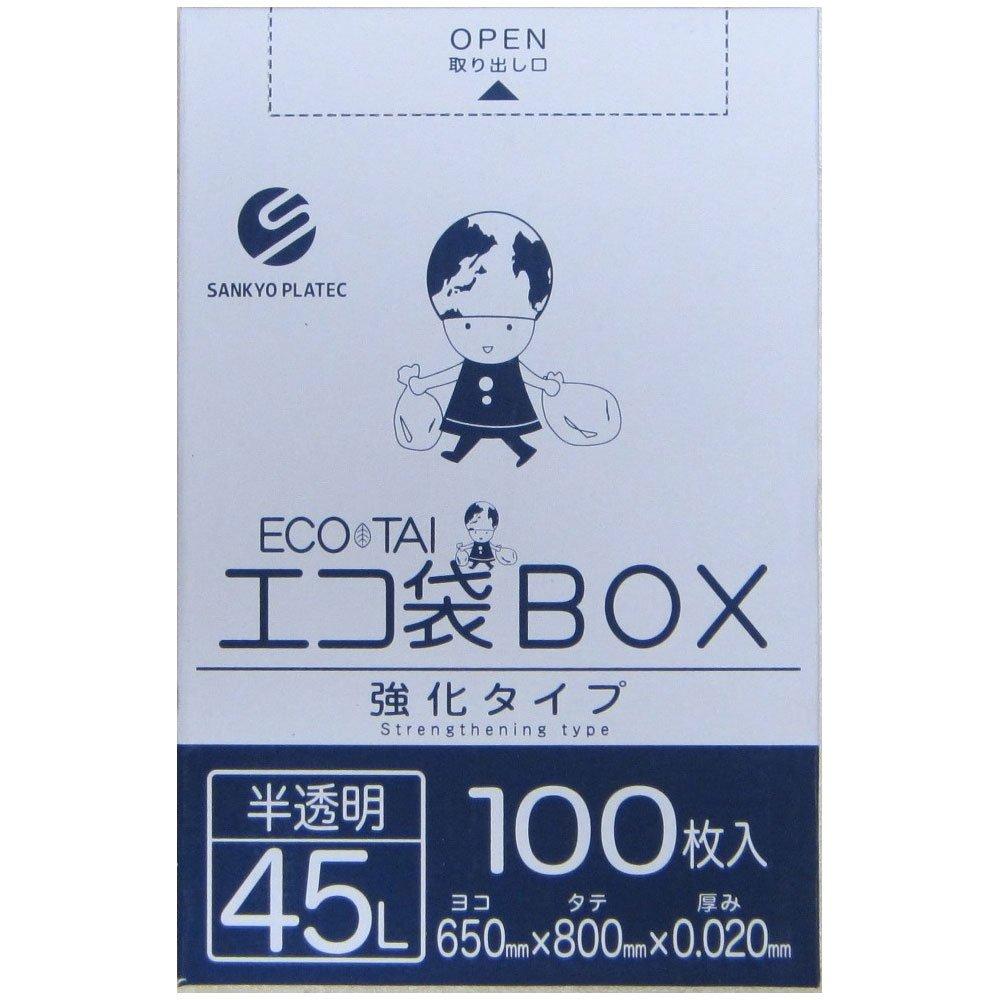 OPEN
取り出し口
SANKYO PLATEC
ECO TAI
エコ袋BOX
強化タイプ
Strengthening type
半透明
45L
100枚入
ヨコ タテ 厚み
650mm×800mm×0.020mm